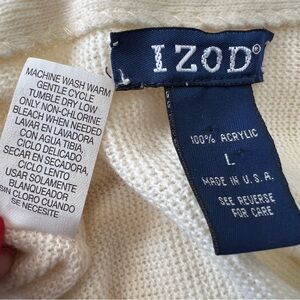 MACHINE WASH WARM
GENTLE CYCLE
TUMBLE DRY LOW
ONLY NON-CHLORINE
BLEACH WHEN NEEDED
LAVAR EN LAVADORA
CON AGUA TIBIA,
CICLO DELICADO
SECAR EN SECADORA,
CICLO LENTO
USAR SOLAMENTE
BLANQUEADOR
SIN CLORO CUANDO
SE NECESITE
IZOD®
L
100% ACRYLIC
L
MADE IN U.S.A.
SEE REVERSE
FOR CARE